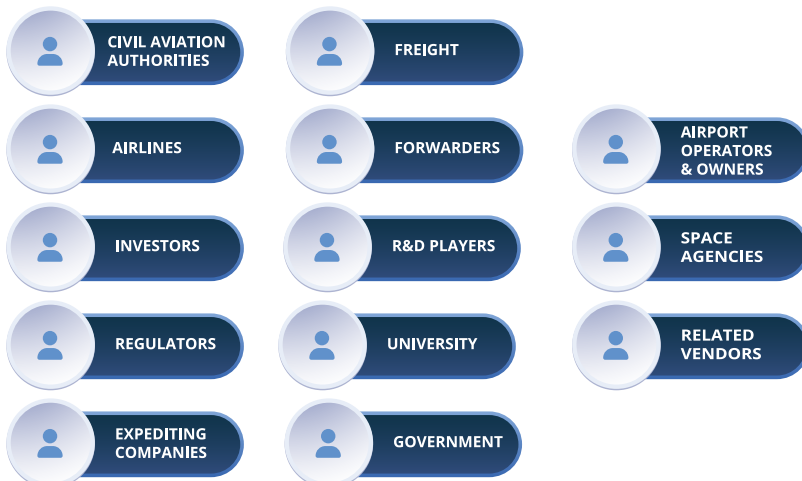 CIVIL AVIATION
AUTHORITIES
AIRLINES
INVESTORS
REGULATORS
EXPEDITING
COMPANIES
FREIGHT
FORWARDERS
R&D PLAYERS
UNIVERSITY
GOVERNMENT
AIRPORT
OPERATORS
& OWNERS
SPACE
AGENCIES
RELATED
VENDORS